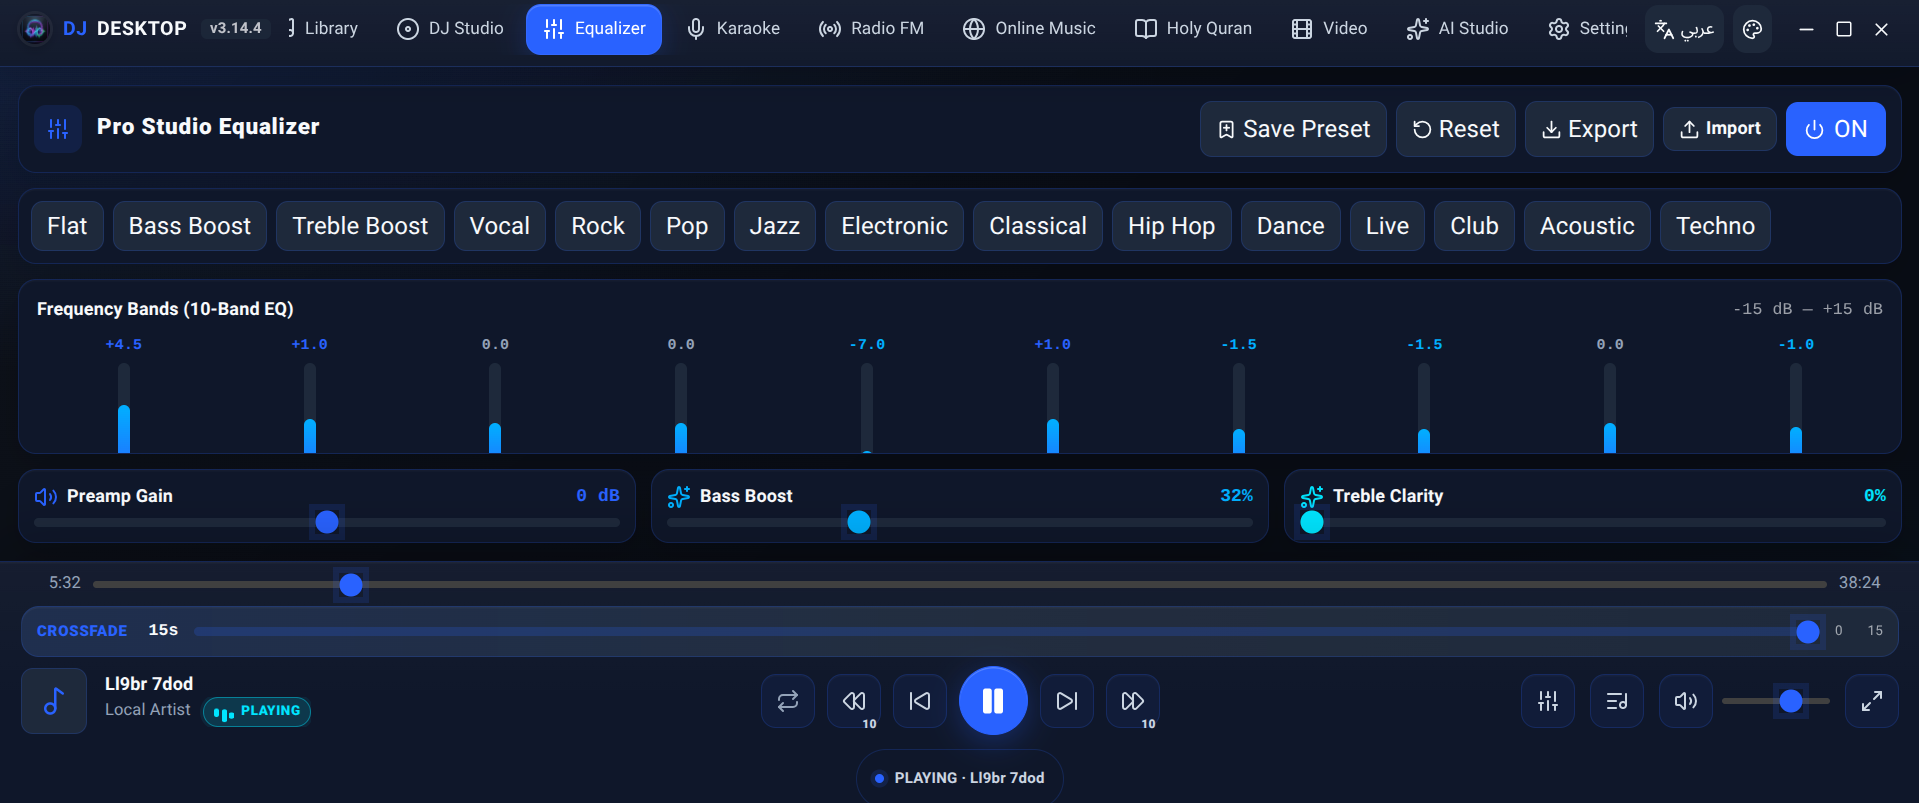 DJ DESKTOP v3.14.4 Library DJ Studio Equalizer Karaoke Radio FM Online Music Holy Quran Video AI Studio عربي
Pro Studio Equalizer Save Preset Reset Export Import ON
Flat Bass Boost Treble Boost Vocal Rock Pop Jazz Electronic Classical Hip Hop Dance Live Club Acoustic Techno
Frequency Bands (10-Band EQ) -15 dB — +15 dB
+4.5 +1.0 0.0 0.0 -7.0 +1.0 -1.5 -1.5 0.0 -1.0
Preamp Gain 0 dB Bass Boost 32% Treble Clarity 0%
5:32 38:24
CROSSFADE 15s 0 15
Ll9br 7dod
Local Artist PLAYING
10 10
PLAYING · Ll9br 7dod